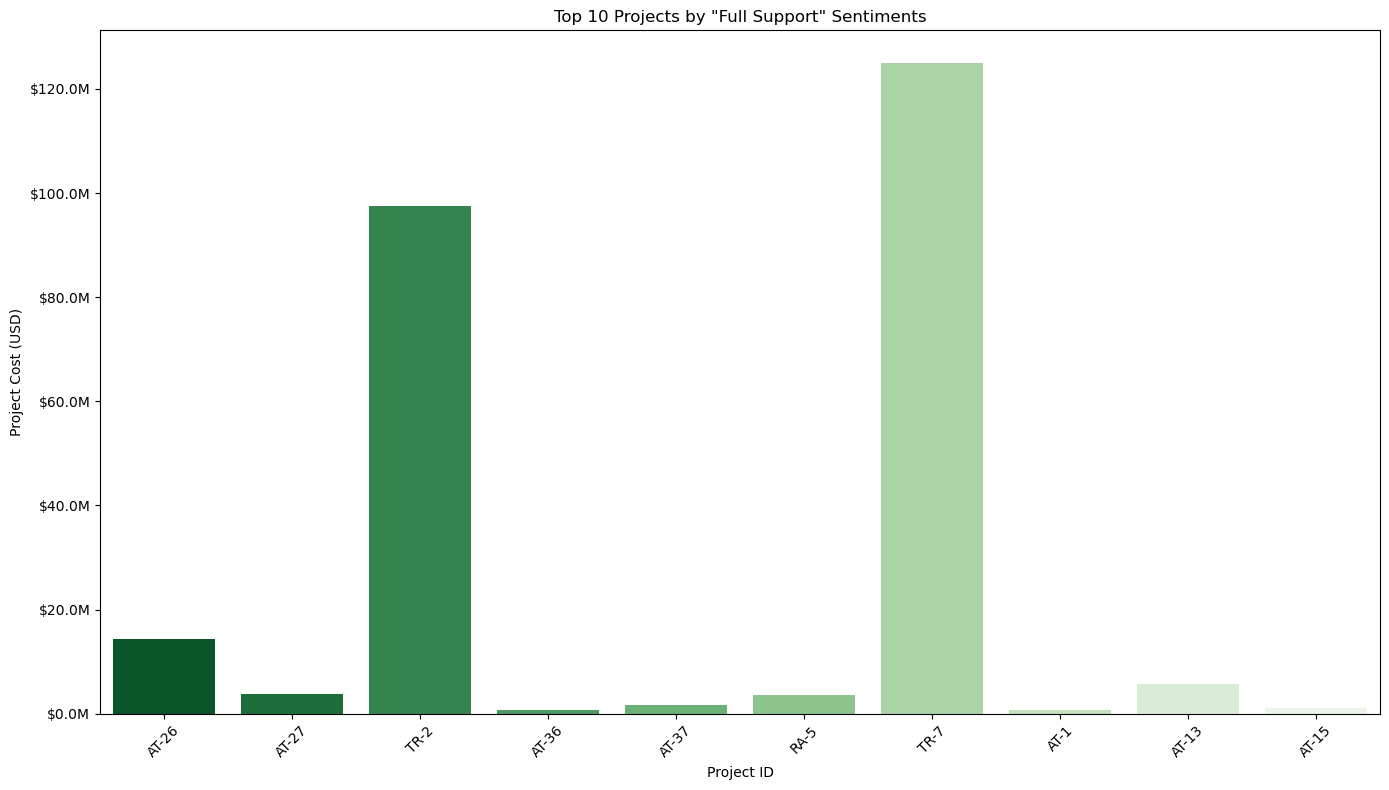 Top 10 Projects by "Full Support" Sentiments
Project Cost (USD)
$120.0M
$100.0M
$80.0M
$60.0M
$40.0M
$20.0M
$0.0M
AT-26
AT-27
TR-2
AT-36
AT-37
RA-5
TR-7
AT-1
AT-13
AT-15
Project ID